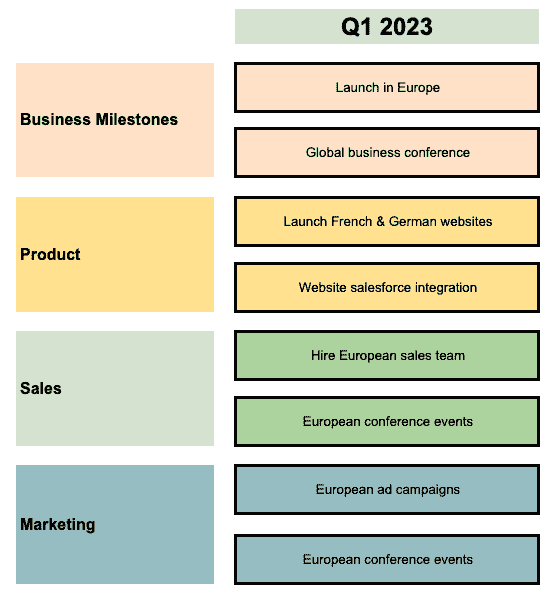 Q1 2023
Business Milestones
Launch in Europe
Global business conference
Product
Launch French & German websites
Website salesforce integration
Sales
Hire European sales team
European conference events
Marketing
European ad campaigns
European conference events